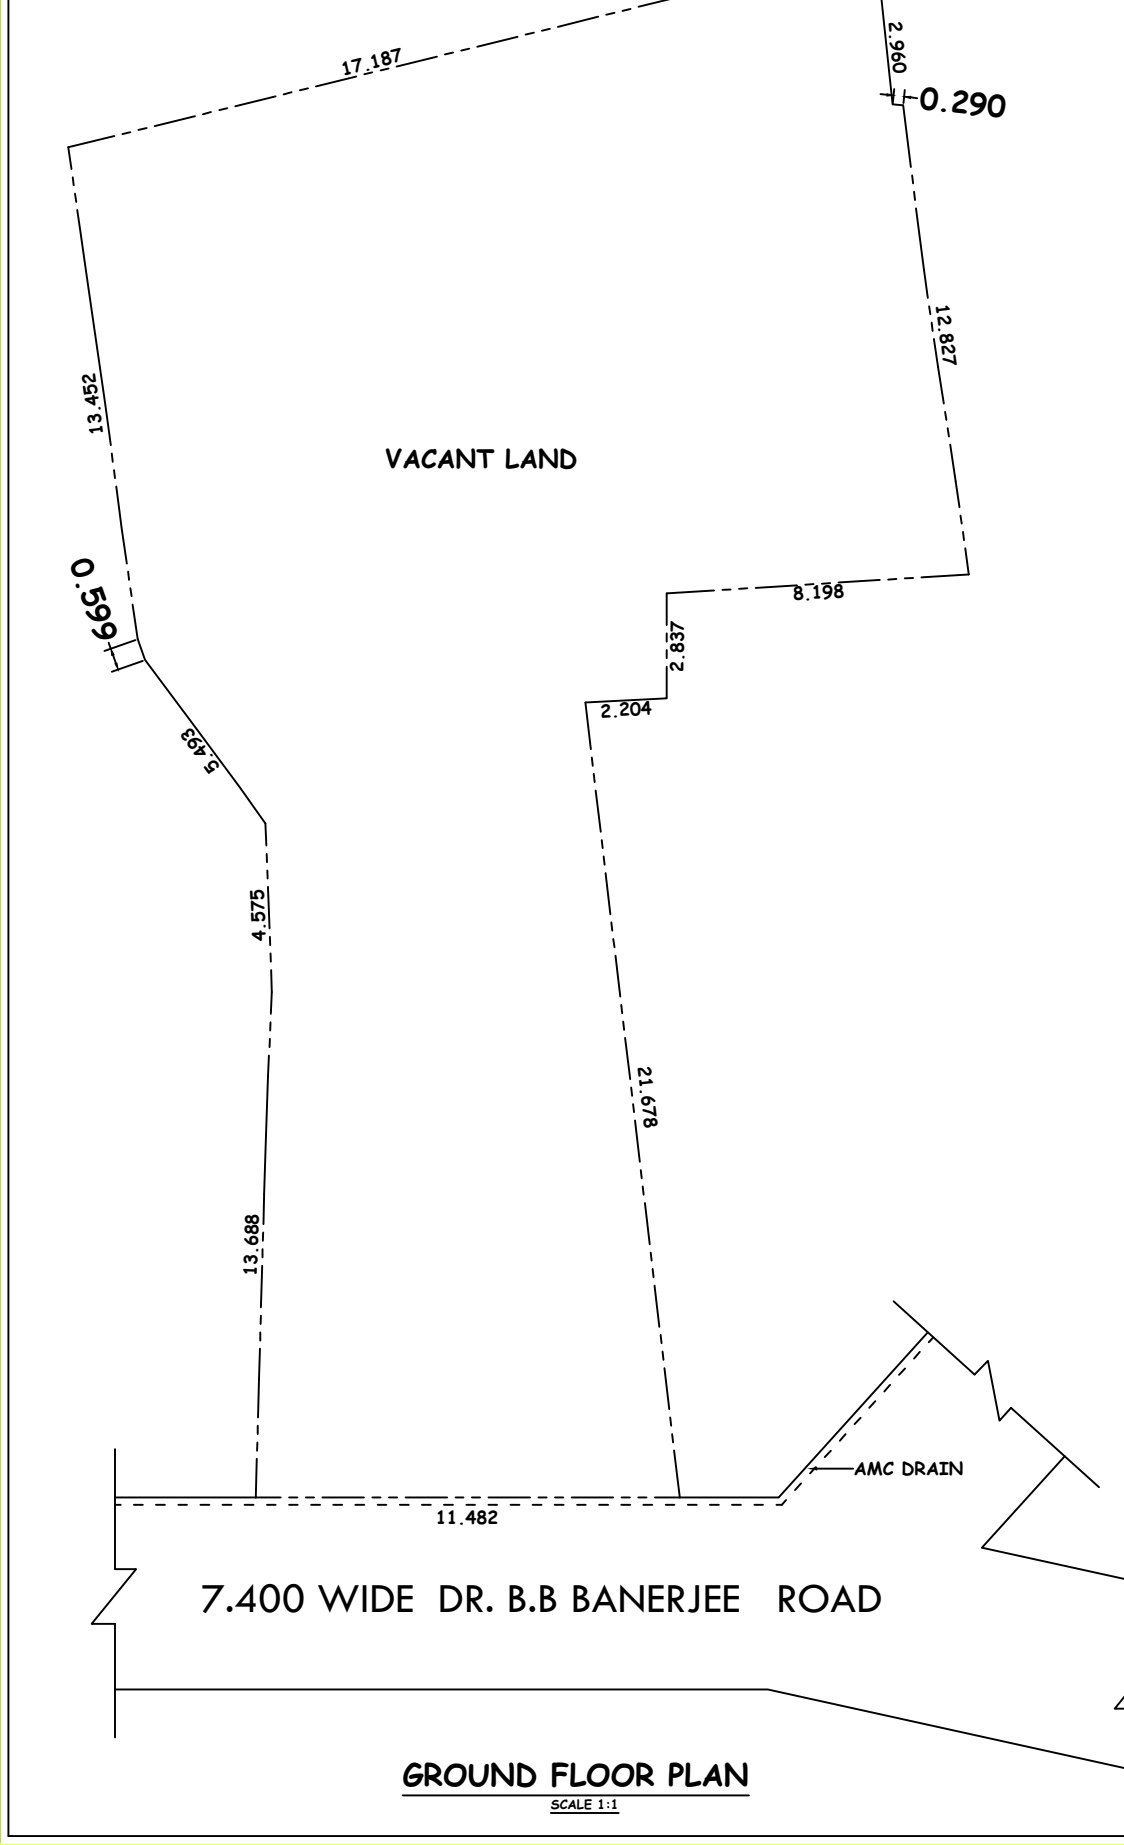 2.960
17.187
0.290
12.827
13.452
VACANT LAND
0.599
8.198
2.837
2.204
5.493
4.575
21.678
13.688
AMC DRAIN
11.482
7.400 WIDE DR. B.B BANERJEE ROAD
GROUND FLOOR PLAN
SCALE 1:1